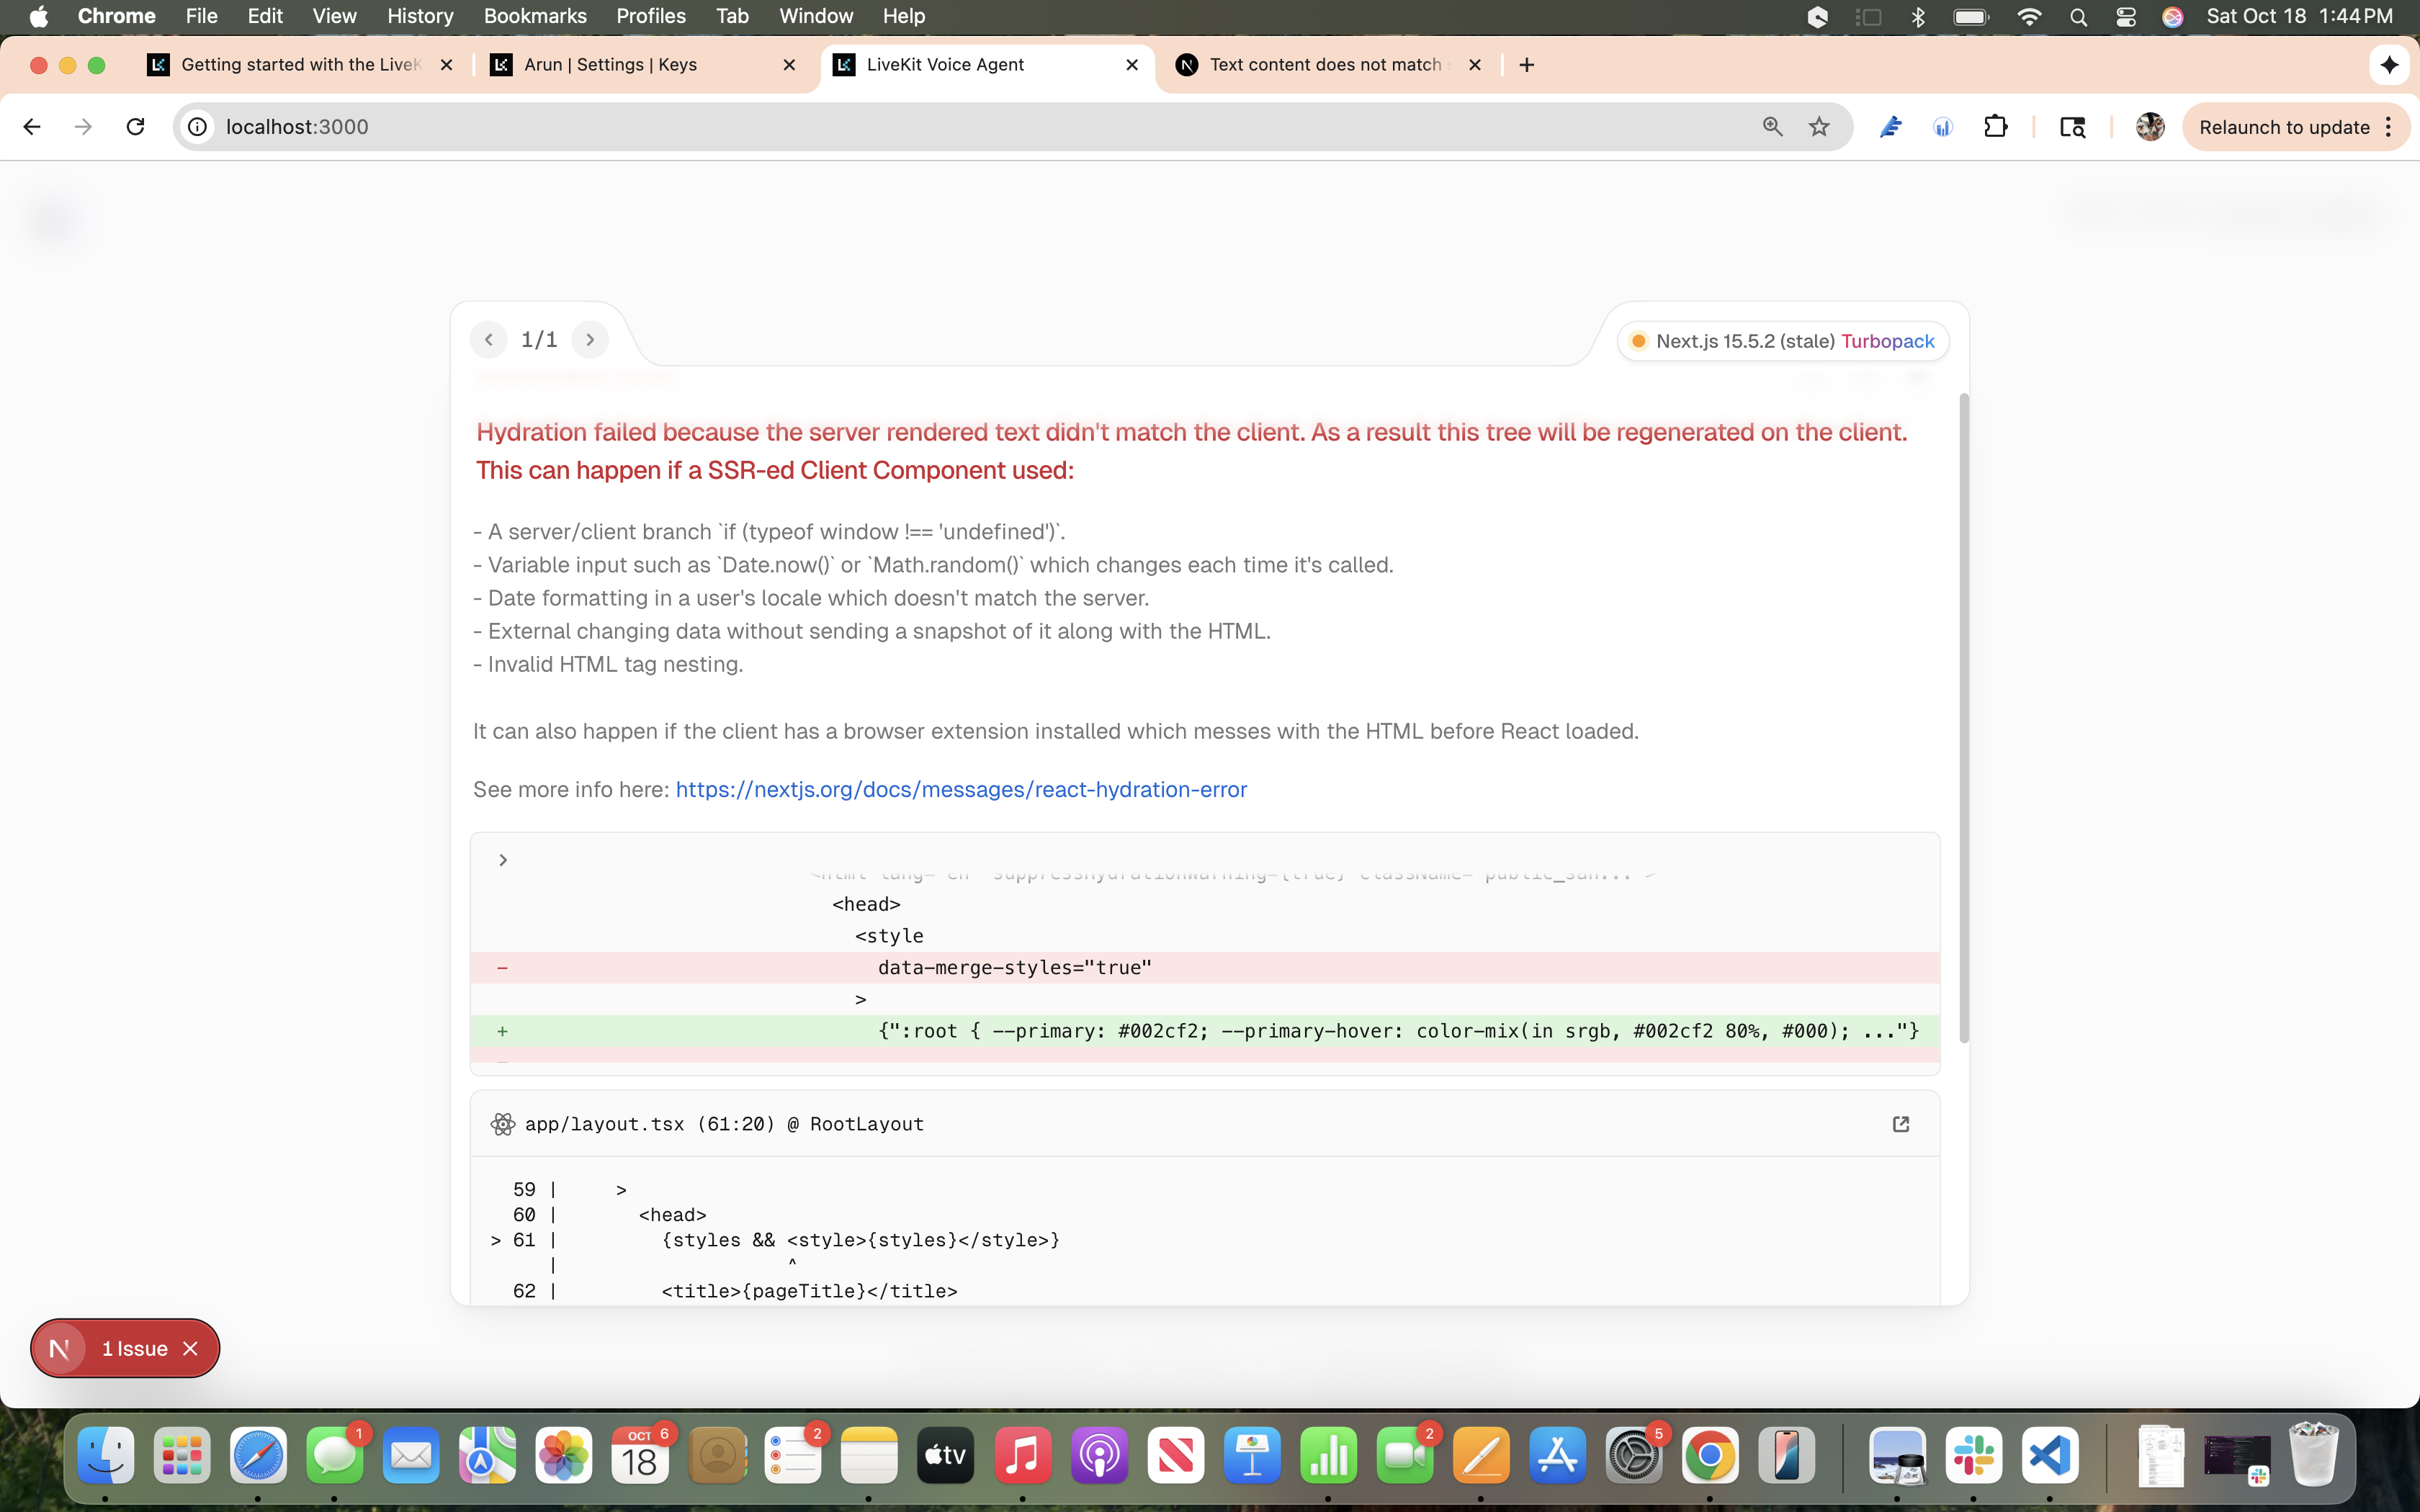 Chrome File Edit View History Bookmarks Profiles Tab Window Help
Sat Oct 18 1:44 PM
Getting started with the LiveK
Arun | Settings | Keys
LiveKit Voice Agent
Text content does not match
localhost:3000
Relaunch to update
1/1
Next.js 15.5.2 (stale) Turbopack
Hydration failed because the server rendered text didn't match the client. As a result this tree will be regenerated on the client.
This can happen if a SSR-ed Client Component used:
- A server/client branch `if (typeof window !== 'undefined')`.
- Variable input such as `Date.now()` or `Math.random()` which changes each time it's called.
- Date formatting in a user's locale which doesn't match the server.
- External changing data without sending a snapshot of it along with the HTML.
- Invalid HTML tag nesting.
It can also happen if the client has a browser extension installed which messes with the HTML before React loaded.
See more info here: https://nextjs.org/docs/messages/react-hydration-error
<head>
<style
- data-merge-styles="true"
>
+ {":root { --primary: #002cf2; --primary-hover: color-mix(in srgb, #002cf2 80%, #000); ..."}
-
app/layout.tsx (61:20) @ RootLayout
59 | >
60 | <head>
> 61 | {styles && <style>{styles}</style>}
| ^
62 | <title>{pageTitle}</title>
N 1 Issue
1
OCT 6
18
2
tv
2
5